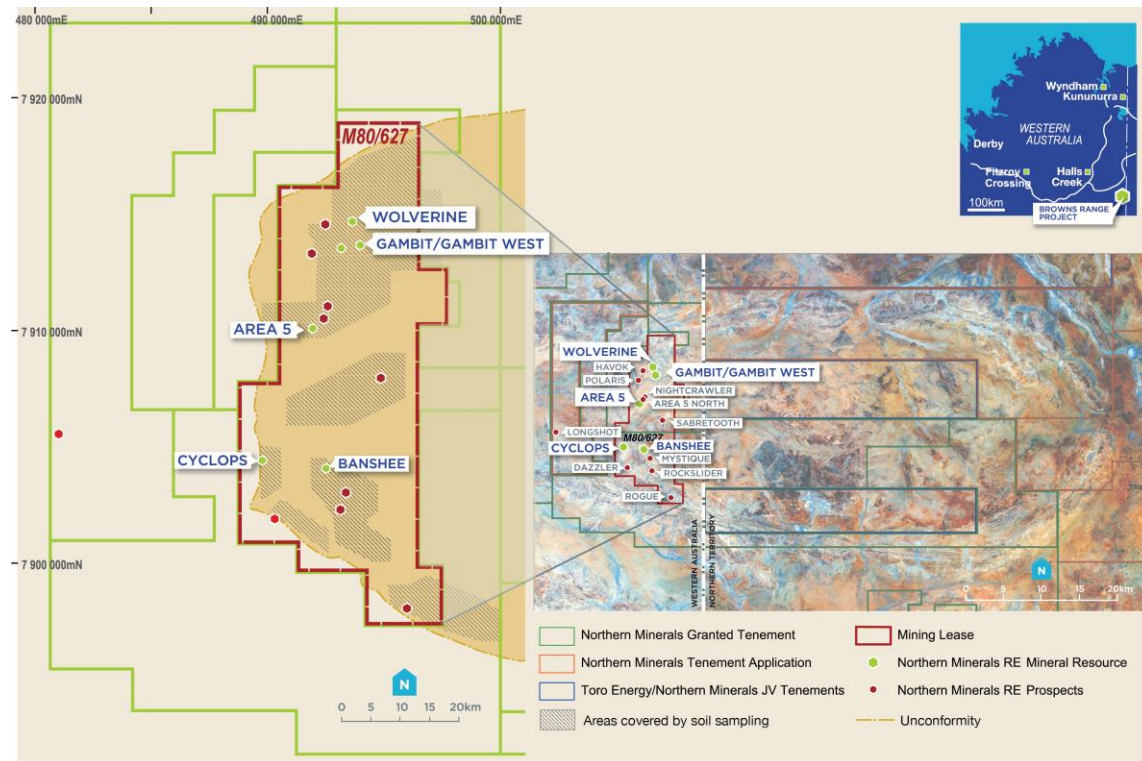 480 000mE
490 000mE
500 000mE
7 920 000mN
7 910 000mN
7 900 000mN
M80/627
WOLVERINE
GAMBIT/GAMBIT WEST
AREA 5
CYCLOPS
BANSHEE
N
0 5 10 20km
Wyndham
Kununurra
WESTERN
AUSTRALIA
Derby
Fitzroy
Crossing
Halls
Creek
100km
BROWNS RANGE
PROJECT
WOLVERINE
HAVOK
POLARIS
GAMBIT/GAMBIT WEST
NIGHTCRAWLER
AREA 5
AREA 5 NORTH
SABRETOOTH
LONGSHOT
M80/627
CYCLOPS
BANSHEE
MYSTIQUE
DAZZLER
ROCKSLIDER
ROGUE
WESTERN AUSTRALIA
NORTHERN TERRITORY
N
0 5 10 20km
Northern Minerals Granted Tenement
Northern Minerals Tenement Application
Toro Energy/Northern Minerals JV Tenements
Areas covered by soil sampling
Mining Lease
Northern Minerals RE Mineral Resource
Northern Minerals RE Prospects
Unconformity